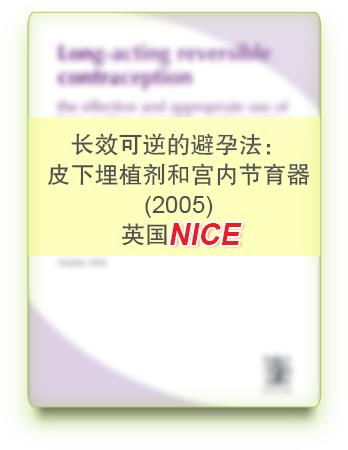 Long-acting reversible
contraception
the effective and appropriate use of
长效可逆的避孕法：
皮下埋植剂和宫内节育器
(2005)
英国NICE